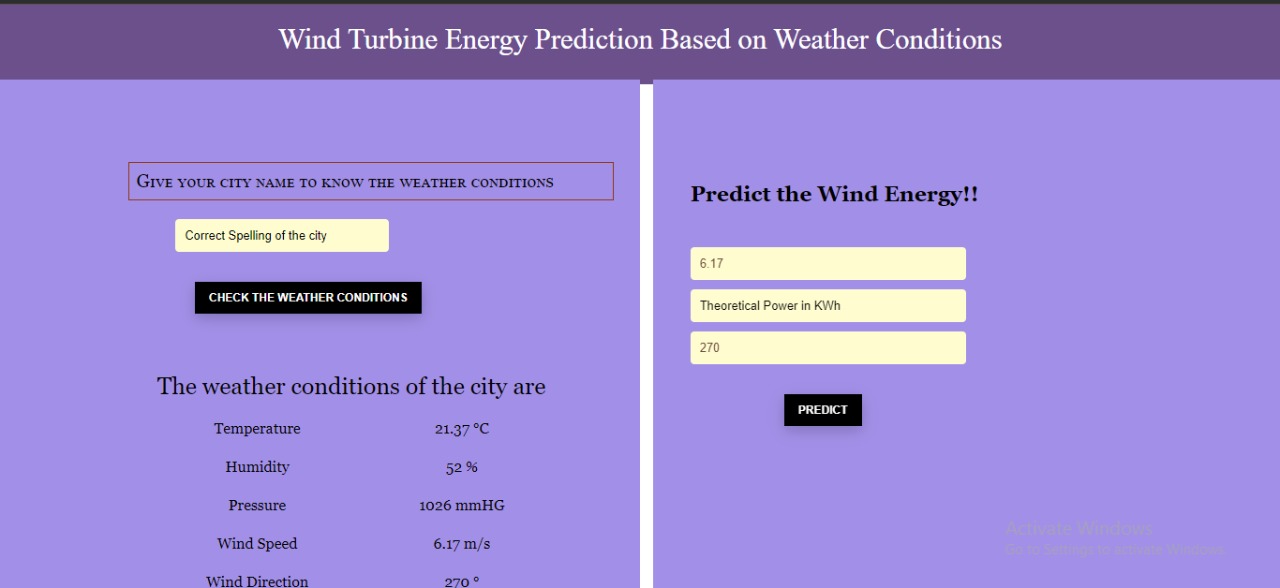 Wind Turbine Energy Prediction Based on Weather Conditions
Give your city name to know the weather conditions
Correct Spelling of the city
CHECK THE WEATHER CONDITIONS
The weather conditions of the city are
Temperature 21.37 °C
Humidity 52 %
Pressure 1026 mmHG
Wind Speed 6.17 m/s
Wind Direction 270 °
Predict the Wind Energy!!
6.17
Theoretical Power in KWh
270
PREDICT
Activate Windows
Go to Settings to activate Windows.